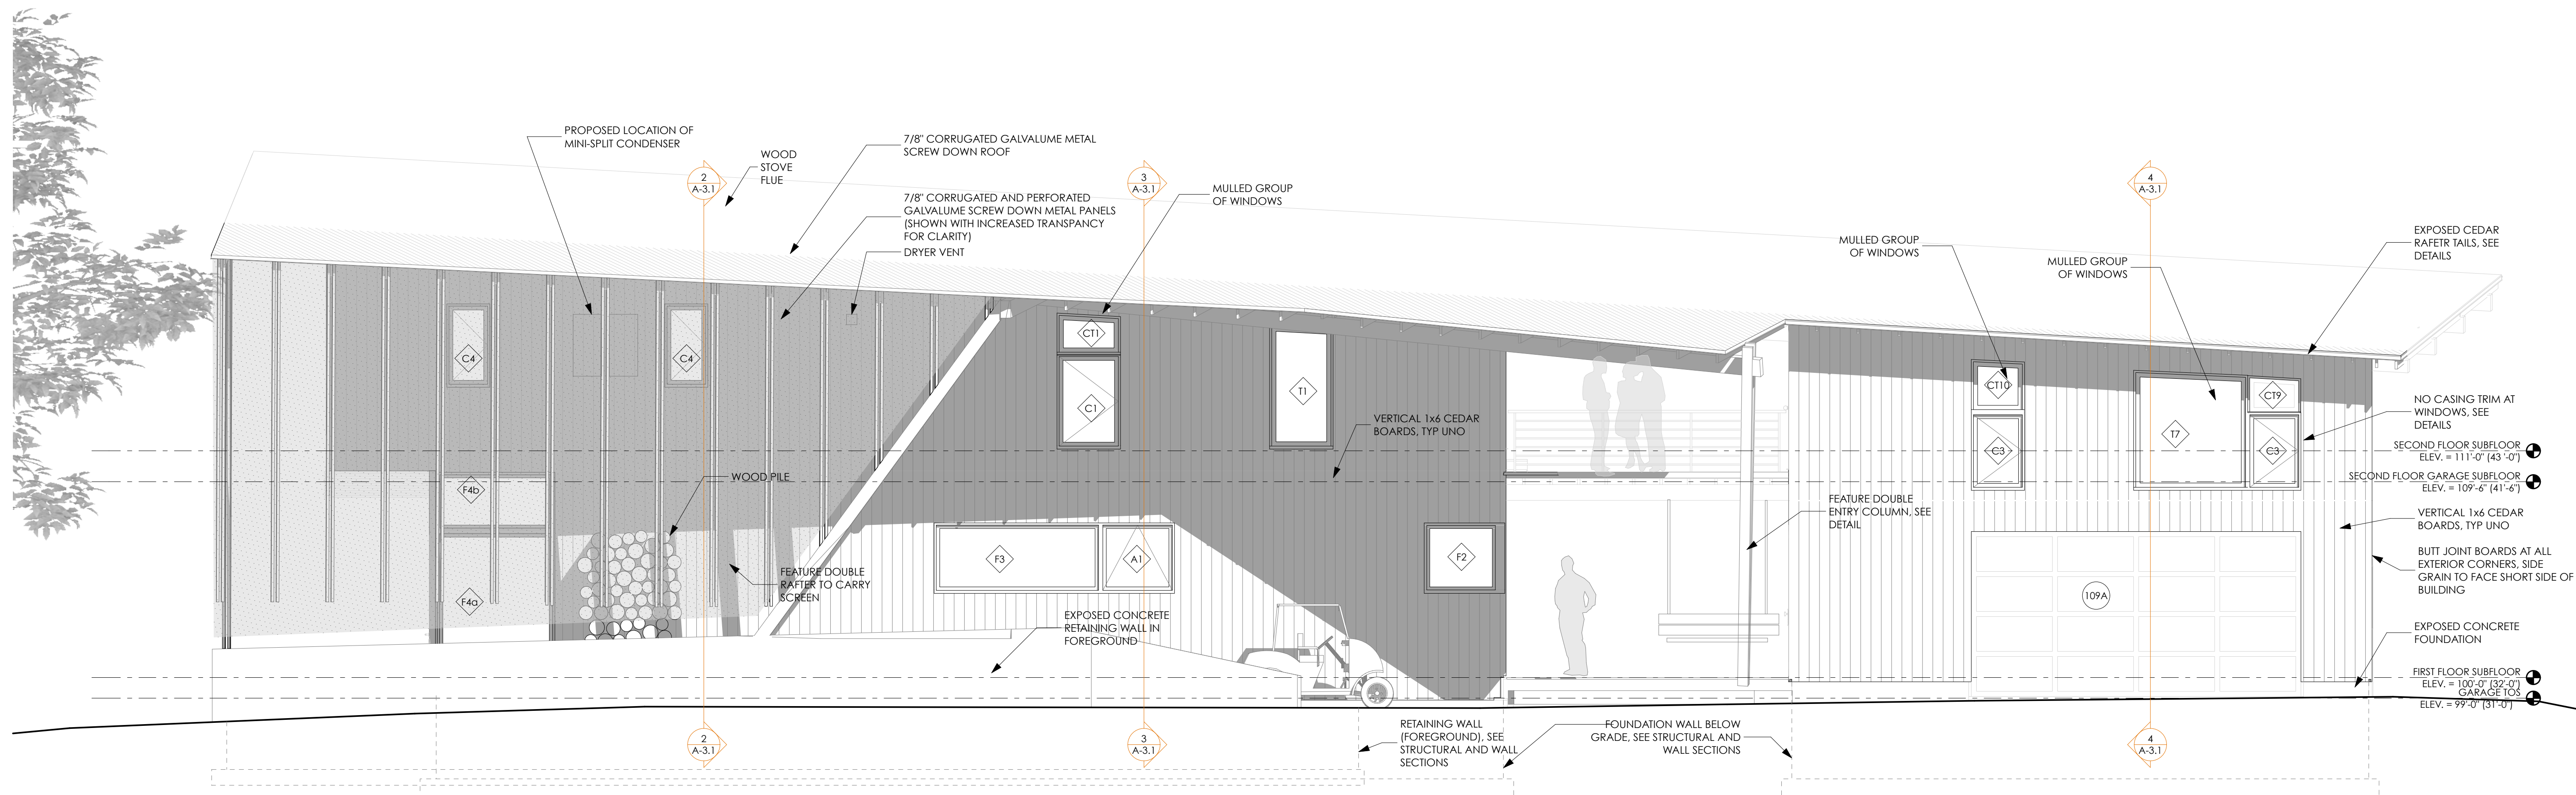 PROPOSED LOCATION OF
MINI-SPLIT CONDENSER
WOOD
STOVE
FLUE
7/8" CORRUGATED GALVALUME METAL
SCREW DOWN ROOF
7/8" CORRUGATED AND PERFORATED
GALVALUME SCREW DOWN METAL PANELS
(SHOWN WITH INCREASED TRANSPANCY
FOR CLARITY)
DRYER VENT
2
A-3.1
3
A-3.1
MULLED GROUP
OF WINDOWS
4
A-3.1
MULLED GROUP
OF WINDOWS
MULLED GROUP
OF WINDOWS
EXPOSED CEDAR
RAFETR TAILS, SEE
DETAILS
C4
C4
CT1
C1
T1
CT10
C3
T7
CT9
C3
VERTICAL 1x6 CEDAR
BOARDS, TYP UNO
NO CASING TRIM AT
WINDOWS, SEE
DETAILS
SECOND FLOOR SUBFLOOR
ELEV. = 111'-0" (43 '-0")
SECOND FLOOR GARAGE SUBFLOOR
ELEV. = 109'-6" (41'-6")
F4b
WOOD PILE
FEATURE DOUBLE
ENTRY COLUMN, SEE
DETAIL
VERTICAL 1x6 CEDAR
BOARDS, TYP UNO
F3
A1
F2
BUTT JOINT BOARDS AT ALL
EXTERIOR CORNERS, SIDE
GRAIN TO FACE SHORT SIDE OF
BUILDING
FEATURE DOUBLE
RAFTER TO CARRY
SCREEN
F4a
109A
EXPOSED CONCRETE
RETAINING WALL IN
FOREGROUND
EXPOSED CONCRETE
FOUNDATION
FIRST FLOOR SUBFLOOR
ELEV. = 100'-0" (32'-0")
GARAGE TOS
ELEV. = 99'-0" (31'-0")
2
A-3.1
3
A-3.1
RETAINING WALL
(FOREGROUND), SEE
STRUCTURAL AND WALL
SECTIONS
FOUNDATION WALL BELOW
GRADE, SEE STRUCTURAL AND
WALL SECTIONS
4
A-3.1